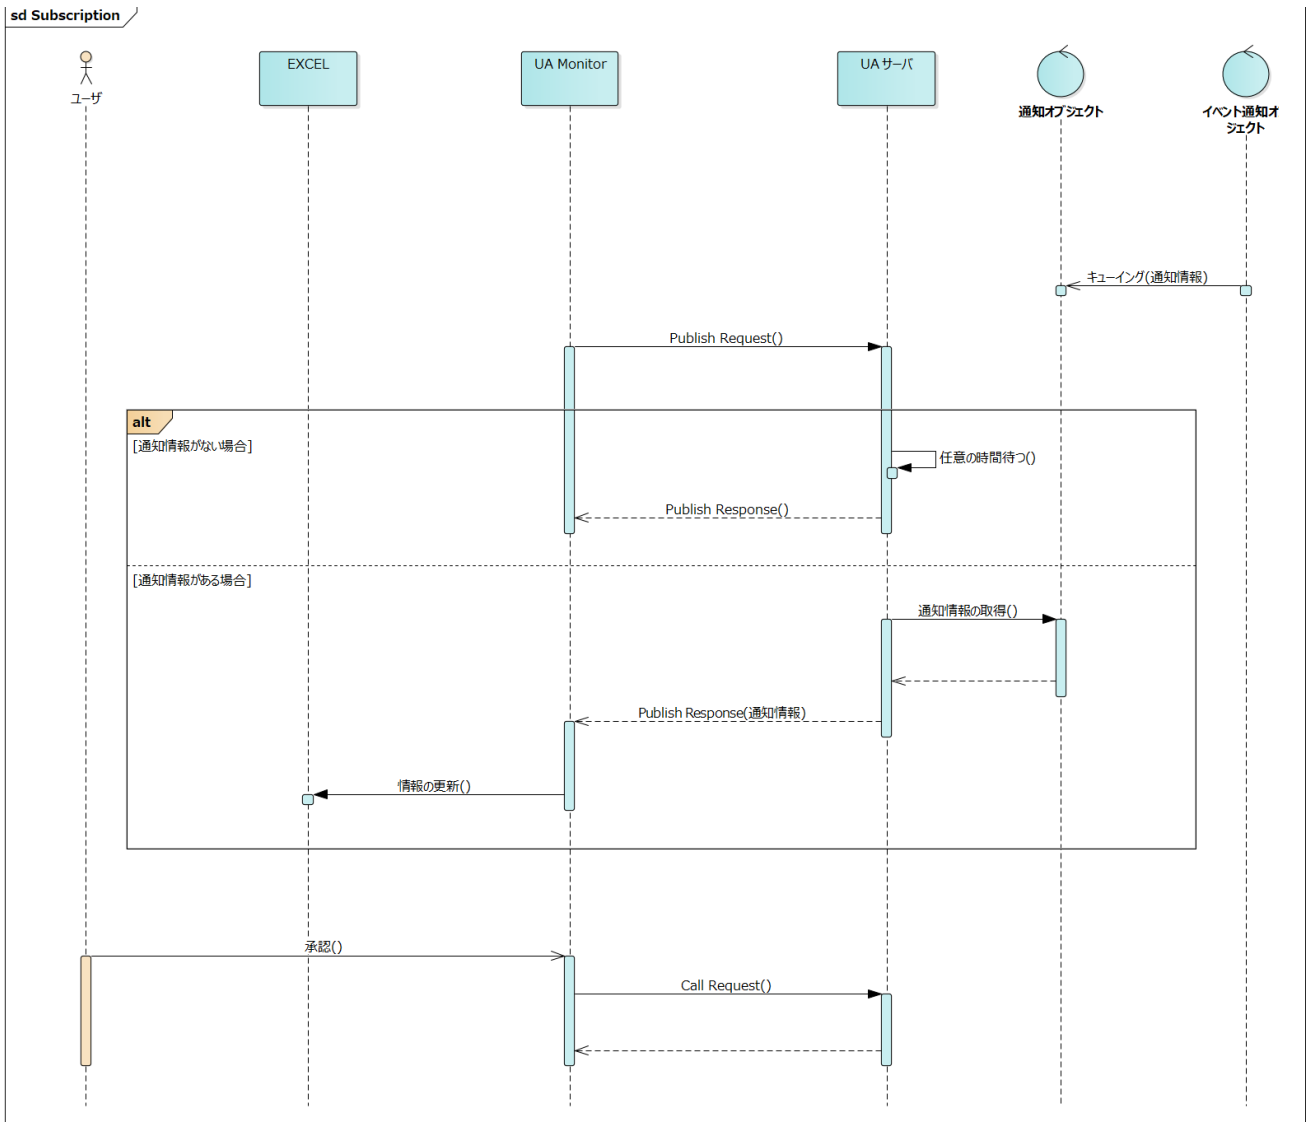 sd Subscription
ユーザ
EXCEL
UA Monitor
UAサーバ
通知オブジェクト
イベント通知オ
ジェクト
キューイング(通知情報)
Publish Request()
alt
[通知情報がない場合]
任意の時間待つ()
Publish Response()
[通知情報がある場合]
通知情報の取得()
Publish Response(通知情報)
情報の更新()
承認()
Call Request()